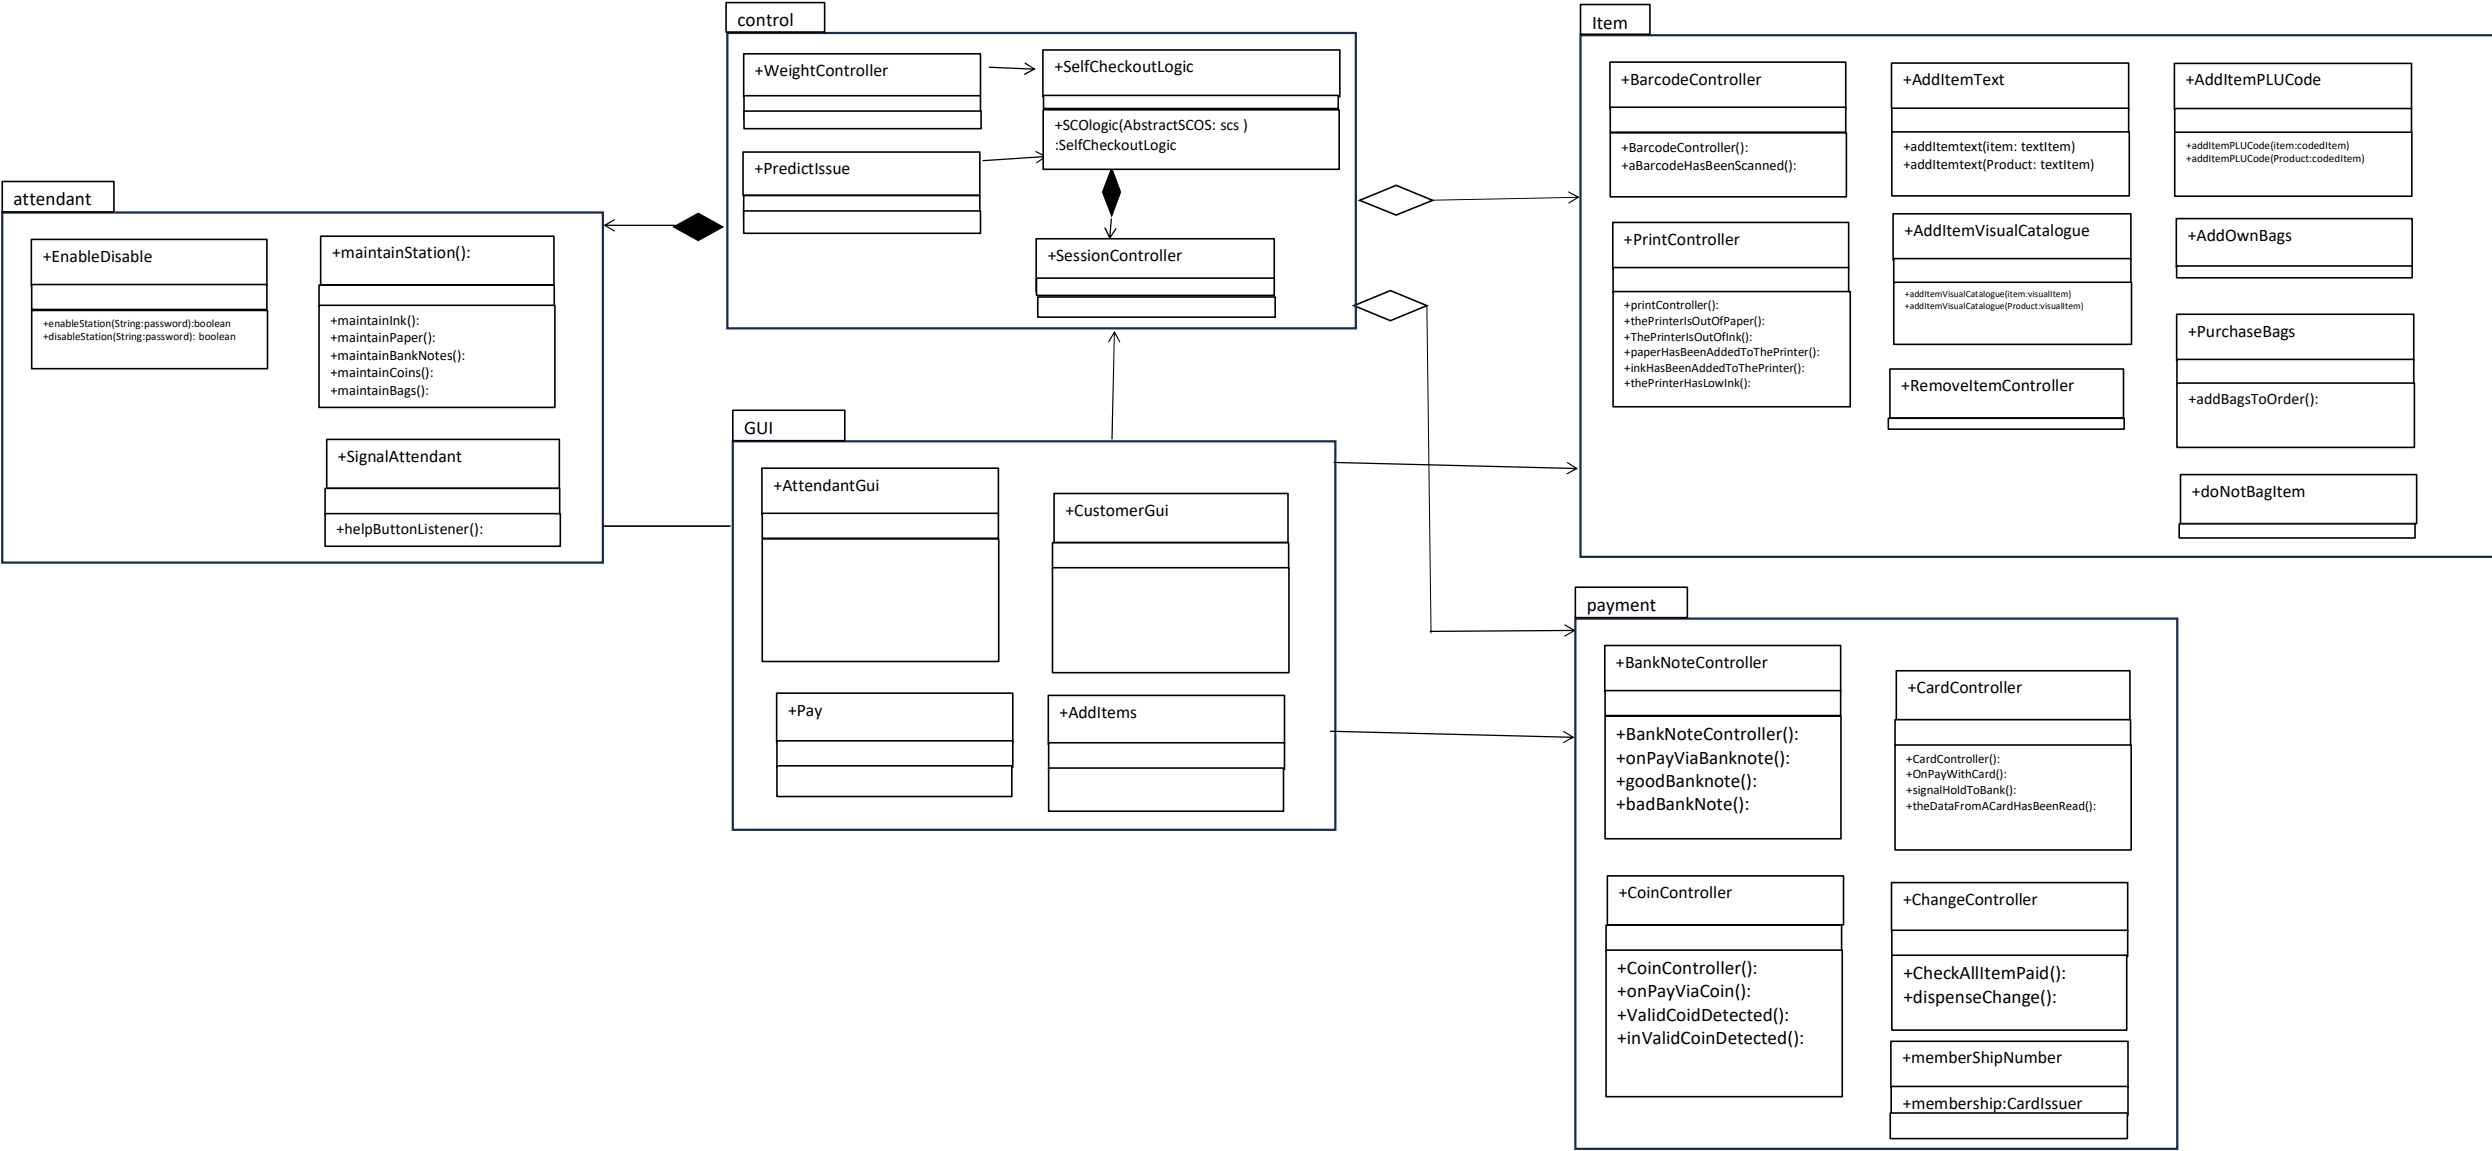 control
+WeightController
+SelfCheckoutLogic
+SCOlogic(AbstractSCOS: scs )
:SelfCheckoutLogic
+PredictIssue
+SessionController
attendant
+EnableDisable
+enableStation(String:password):boolean
+disableStation(String:password): boolean
+maintainStation():
+maintainInk():
+maintainPaper():
+maintainBankNotes():
+maintainCoins():
+maintainBags():
+SignalAttendant
+helpButtonListener():
GUI
+AttendantGui
+CustomerGui
+Pay
+AddItems
Item
+BarcodeController
+BarcodeController():
+aBarcodeHasBeenScanned():
+AddItemText
+addItemtext(item: textItem)
+addItemtext(Product: textItem)
+AddItemPLUCode
+addItemPLUCode(item:codedItem)
+addItemPLUCode(Product:codedItem)
+PrintController
+printController():
+thePrinterIsOutOfPaper():
+ThePrinterIsOutOfInk():
+paperHasBeenAddedToThePrinter():
+inkHasBeenAddedToThePrinter():
+thePrinterHasLowInk():
+AddItemVisualCatalogue
+addItemVisualCatalogue(item:visualItem)
+addItemVisualCatalogue(Product:visualItem)
+AddOwnBags
+PurchaseBags
+addBagsToOrder():
+RemoveItemController
+doNotBagItem
payment
+BankNoteController
+BankNoteController():
+onPayViaBanknote():
+goodBanknote():
+badBankNote():
+CardController
+CardController():
+OnPayWithCard():
+signalHoldToBank():
+theDataFromACardHasBeenRead():
+CoinController
+CoinController():
+onPayViaCoin():
+ValidCoidDetected():
+inValidCoinDetected():
+ChangeController
+CheckAllItemPaid():
+dispenseChange():
+memberShipNumber
+membership:CardIssuer